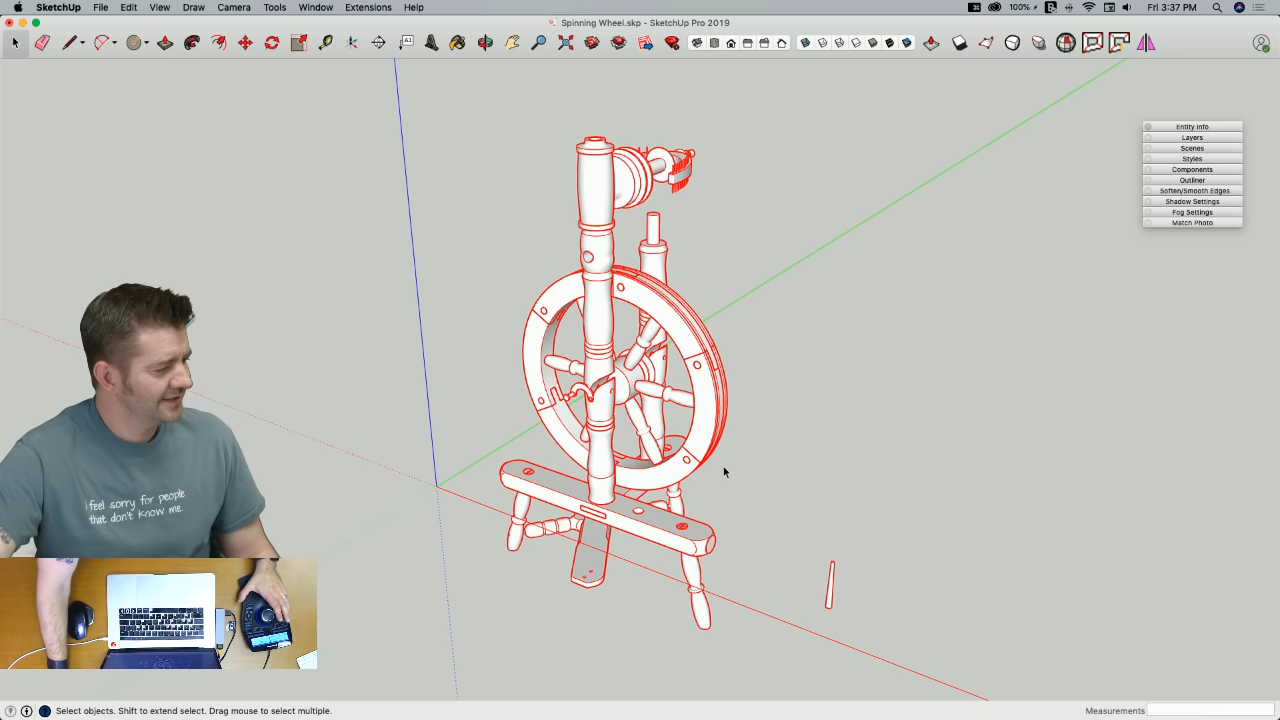 SketchUp File Edit View Draw Camera Tools Window Extensions Help
100% Fri 3:37 PM
Spinning Wheel.skp - SketchUp Pro 2019
Entity Info
Layers
Scenes
Styles
Components
Outliner
Soften/Smooth Edges
Shadow Settings
Fog Settings
Match Photo
i feel sorry for people
that don't know me.
Select objects. Shift to extend select. Drag mouse to select multiple.
Measurements